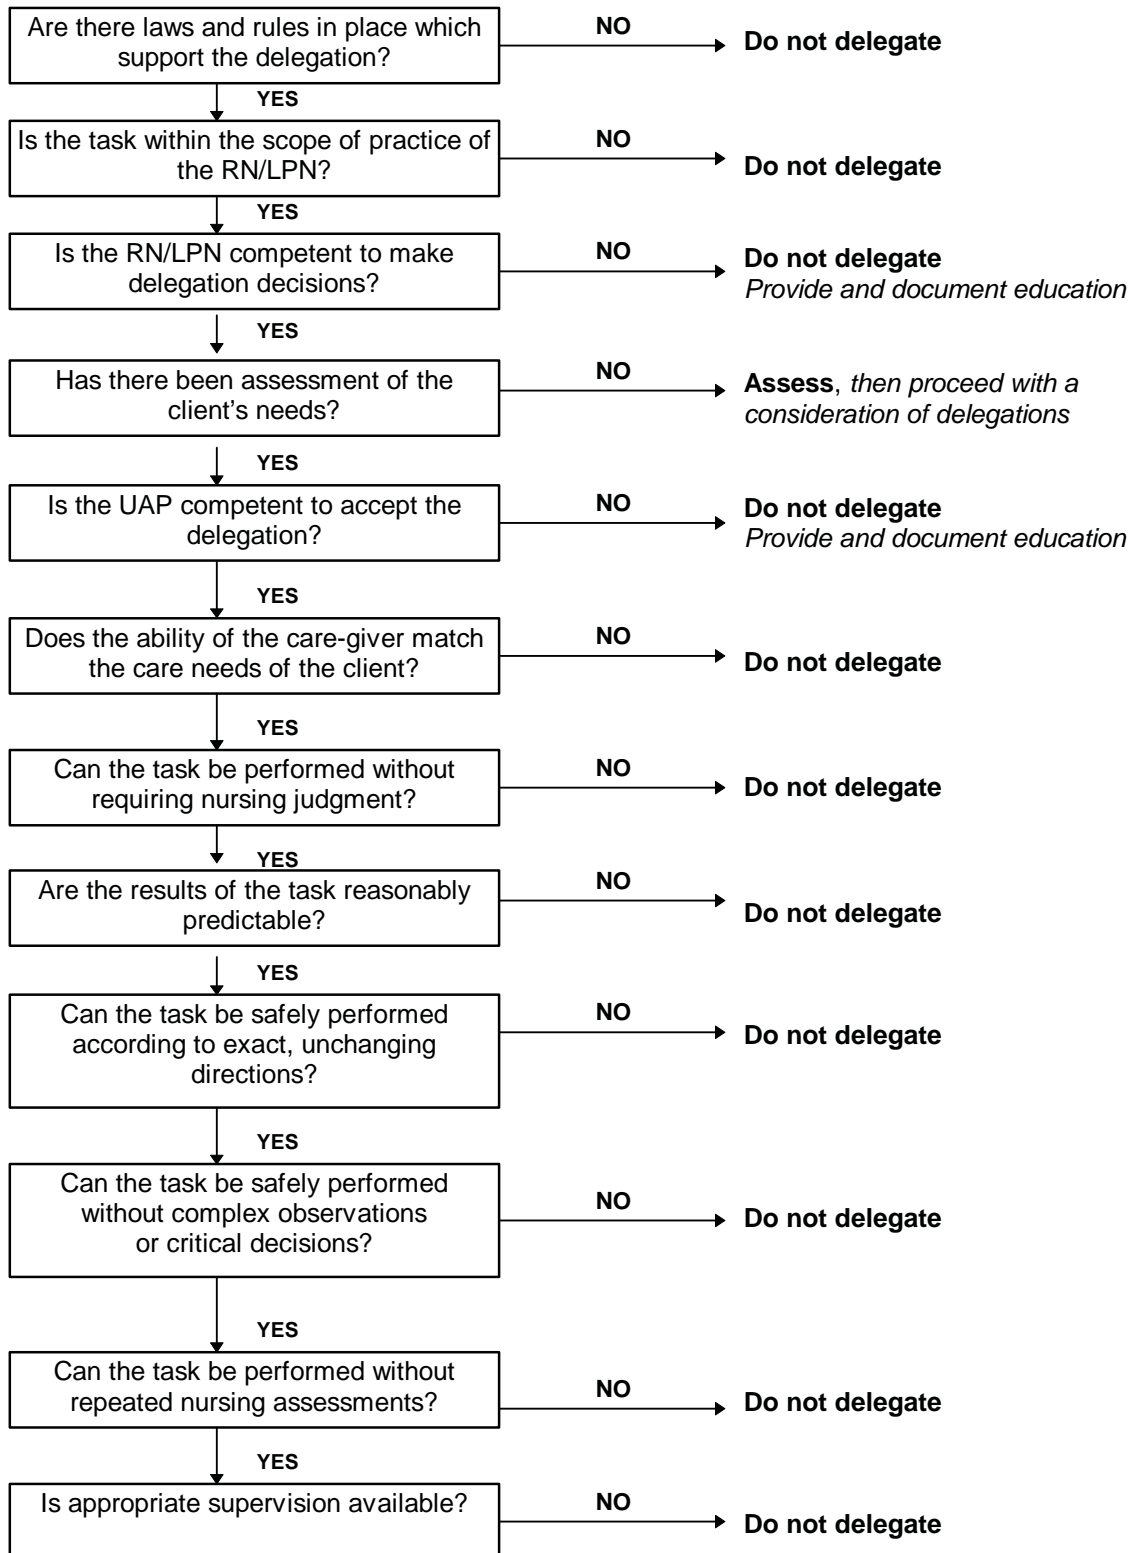 Are there laws and rules in place which
support the delegation?
NO
Do not delegate
YES
Is the task within the scope of practice of
the RN/LPN?
NO
Do not delegate
YES
Is the RN/LPN competent to make
delegation decisions?
NO
Do not delegate
Provide and document education
YES
Has there been assessment of the
client's needs?
NO
Assess, then proceed with a
consideration of delegations
YES
Is the UAP competent to accept the
delegation?
NO
Do not delegate
Provide and document education
YES
Does the ability of the care-giver match
the care needs of the client?
NO
Do not delegate
YES
Can the task be performed without
requiring nursing judgment?
NO
Do not delegate
YES
Are the results of the task reasonably
predictable?
NO
Do not delegate
YES
Can the task be safely performed
according to exact, unchanging
directions?
NO
Do not delegate
YES
Can the task be safely performed
without complex observations
or critical decisions?
NO
Do not delegate
YES
Can the task be performed without
repeated nursing assessments?
NO
Do not delegate
YES
Is appropriate supervision available?
NO
Do not delegate